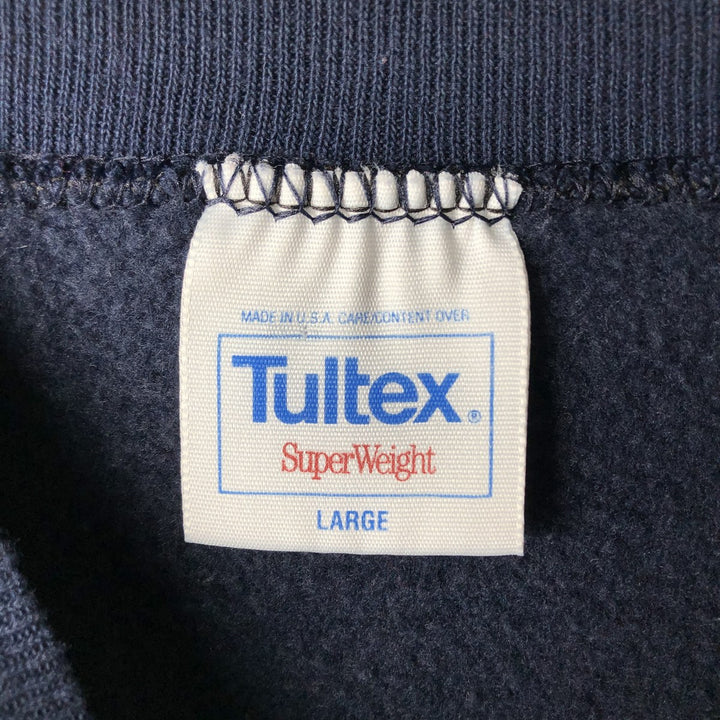 MADE IN U.S.A. CARE/CONTENT OVER
Tultex®
SuperWeight
LARGE